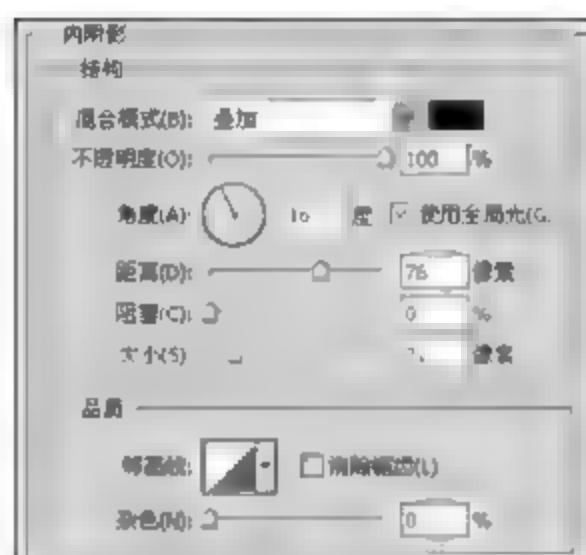 内阴影
结构
混合模式(B): 叠加
不透明度(O): 100 %
角度(A): 度 使用全局光(G.
距离(D): 76 像素
阻塞(C): 0 %
大小(S) 像素
品质
等高线: 消除锯齿(L)
杂色(N): 0 %